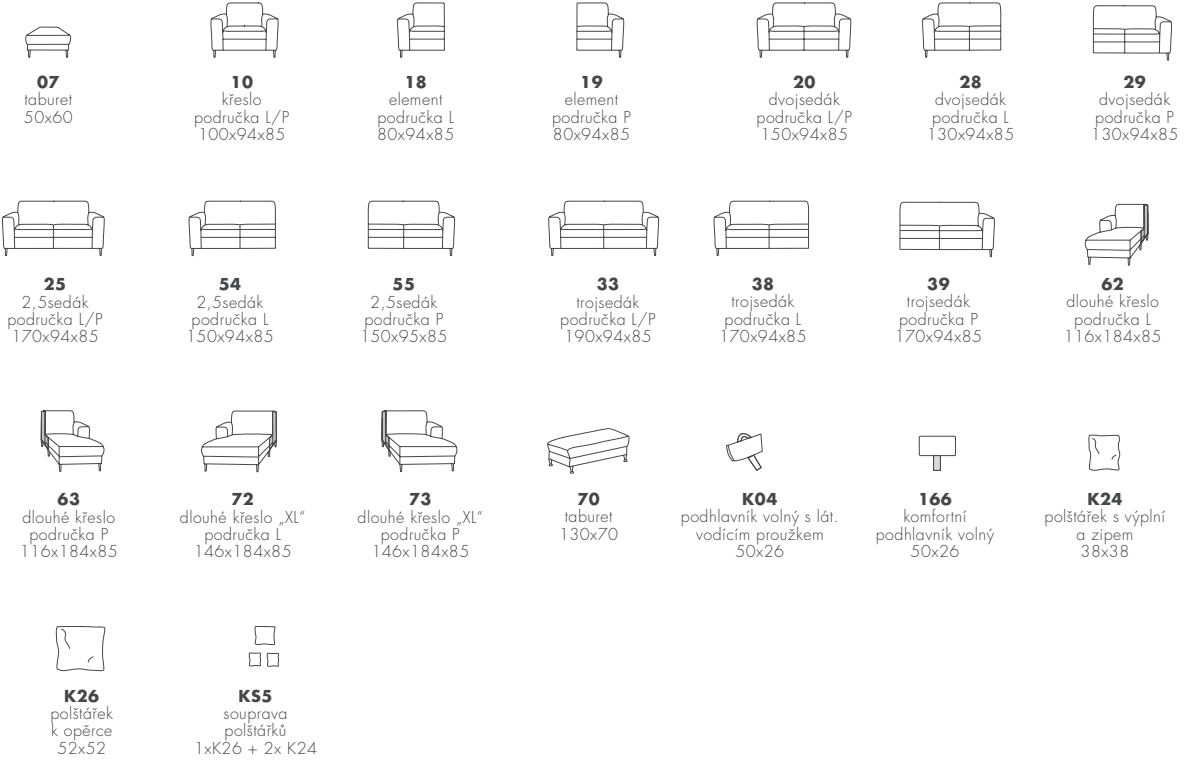 07
taburet
50x60
10
křeslo
područka L/P
100x94x85
18
element
područka L
80x94x85
19
element
područka P
80x94x85
20
dvojsedák
područka L/P
150x94x85
28
dvojsedák
područka L
130x94x85
29
dvojsedák
područka P
130x94x85
25
2,5sedák
područka L/P
170x94x85
54
2,5sedák
područka L
150x94x85
55
2,5sedák
područka P
150x95x85
33
trojsedák
područka L/P
190x94x85
38
trojsedák
područka L
170x94x85
39
trojsedák
područka P
170x94x85
62
dlouhé křeslo
područka L
116x184x85
63
dlouhé křeslo
područka P
116x184x85
72
dlouhé křeslo „XL“
područka L
146x184x85
73
dlouhé křeslo „XL“
područka P
146x184x85
70
taburet
130x70
K04
podhlavník volný s lát.
vodícím proužkem
50x26
166
komfortní
podhlavník volný
50x26
K24
polštářek s výplní
a zipem
38x38
K26
polštářek
k opěrce
52x52
KS5
souprava
polštářků
1xK26 + 2x K24